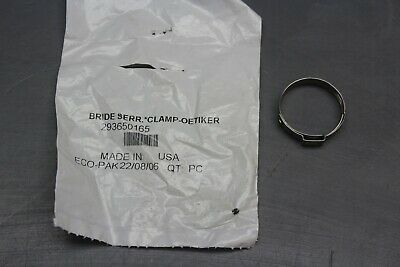 BRIDE SERR.*CLAMP-OETIKER
293650165
MADE IN USA
ECO-PAK 22/08/06 QT PC